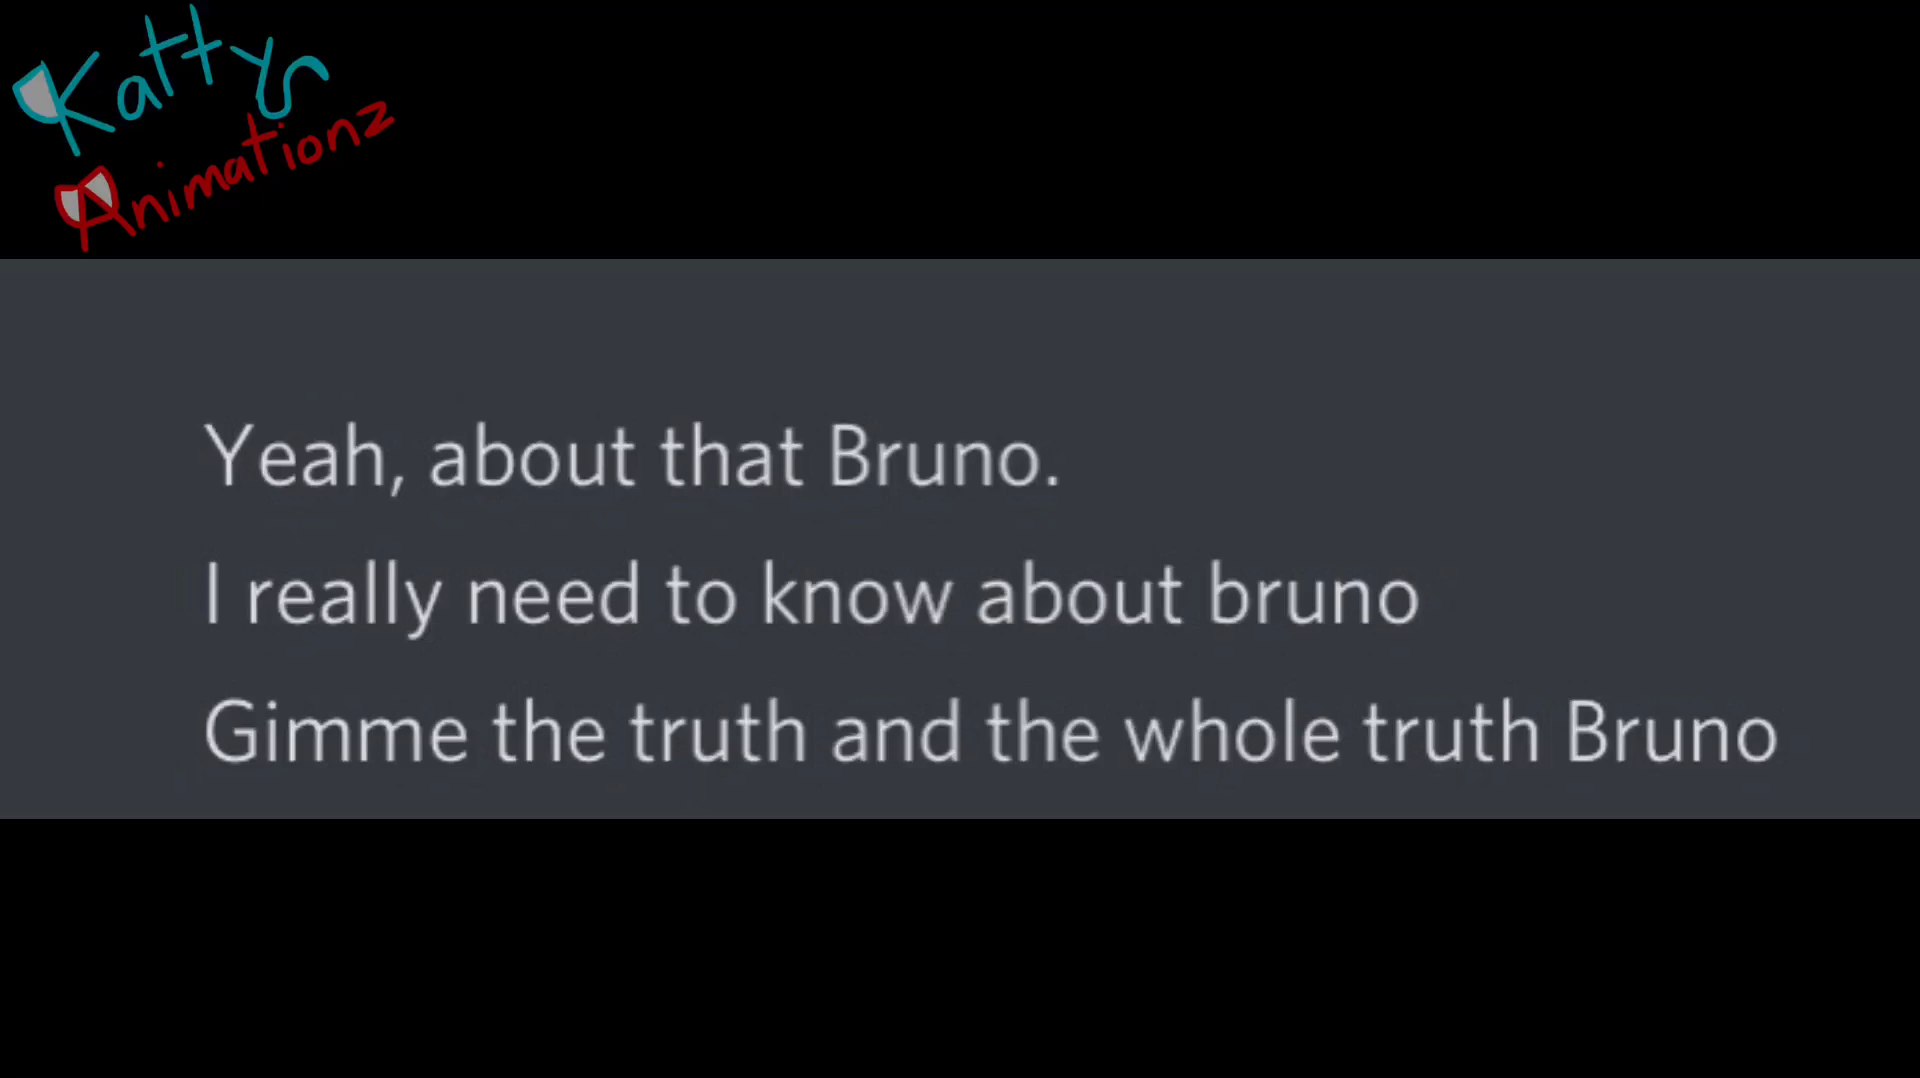 Kattys
Animationz
Yeah, about that Bruno.
I really need to know about bruno
Gimme the truth and the whole truth Bruno